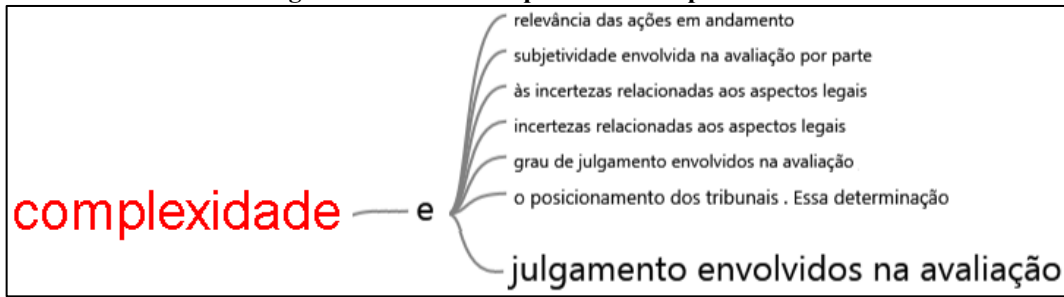 relevância das ações em andamento
subjetividade envolvida na avaliação por parte
às incertezas relacionadas aos aspectos legais
incertezas relacionadas aos aspectos legais
grau de julgamento envolvidos na avaliação
complexidade e o posicionamento dos tribunais . Essa determinação
julgamento envolvidos na avaliação